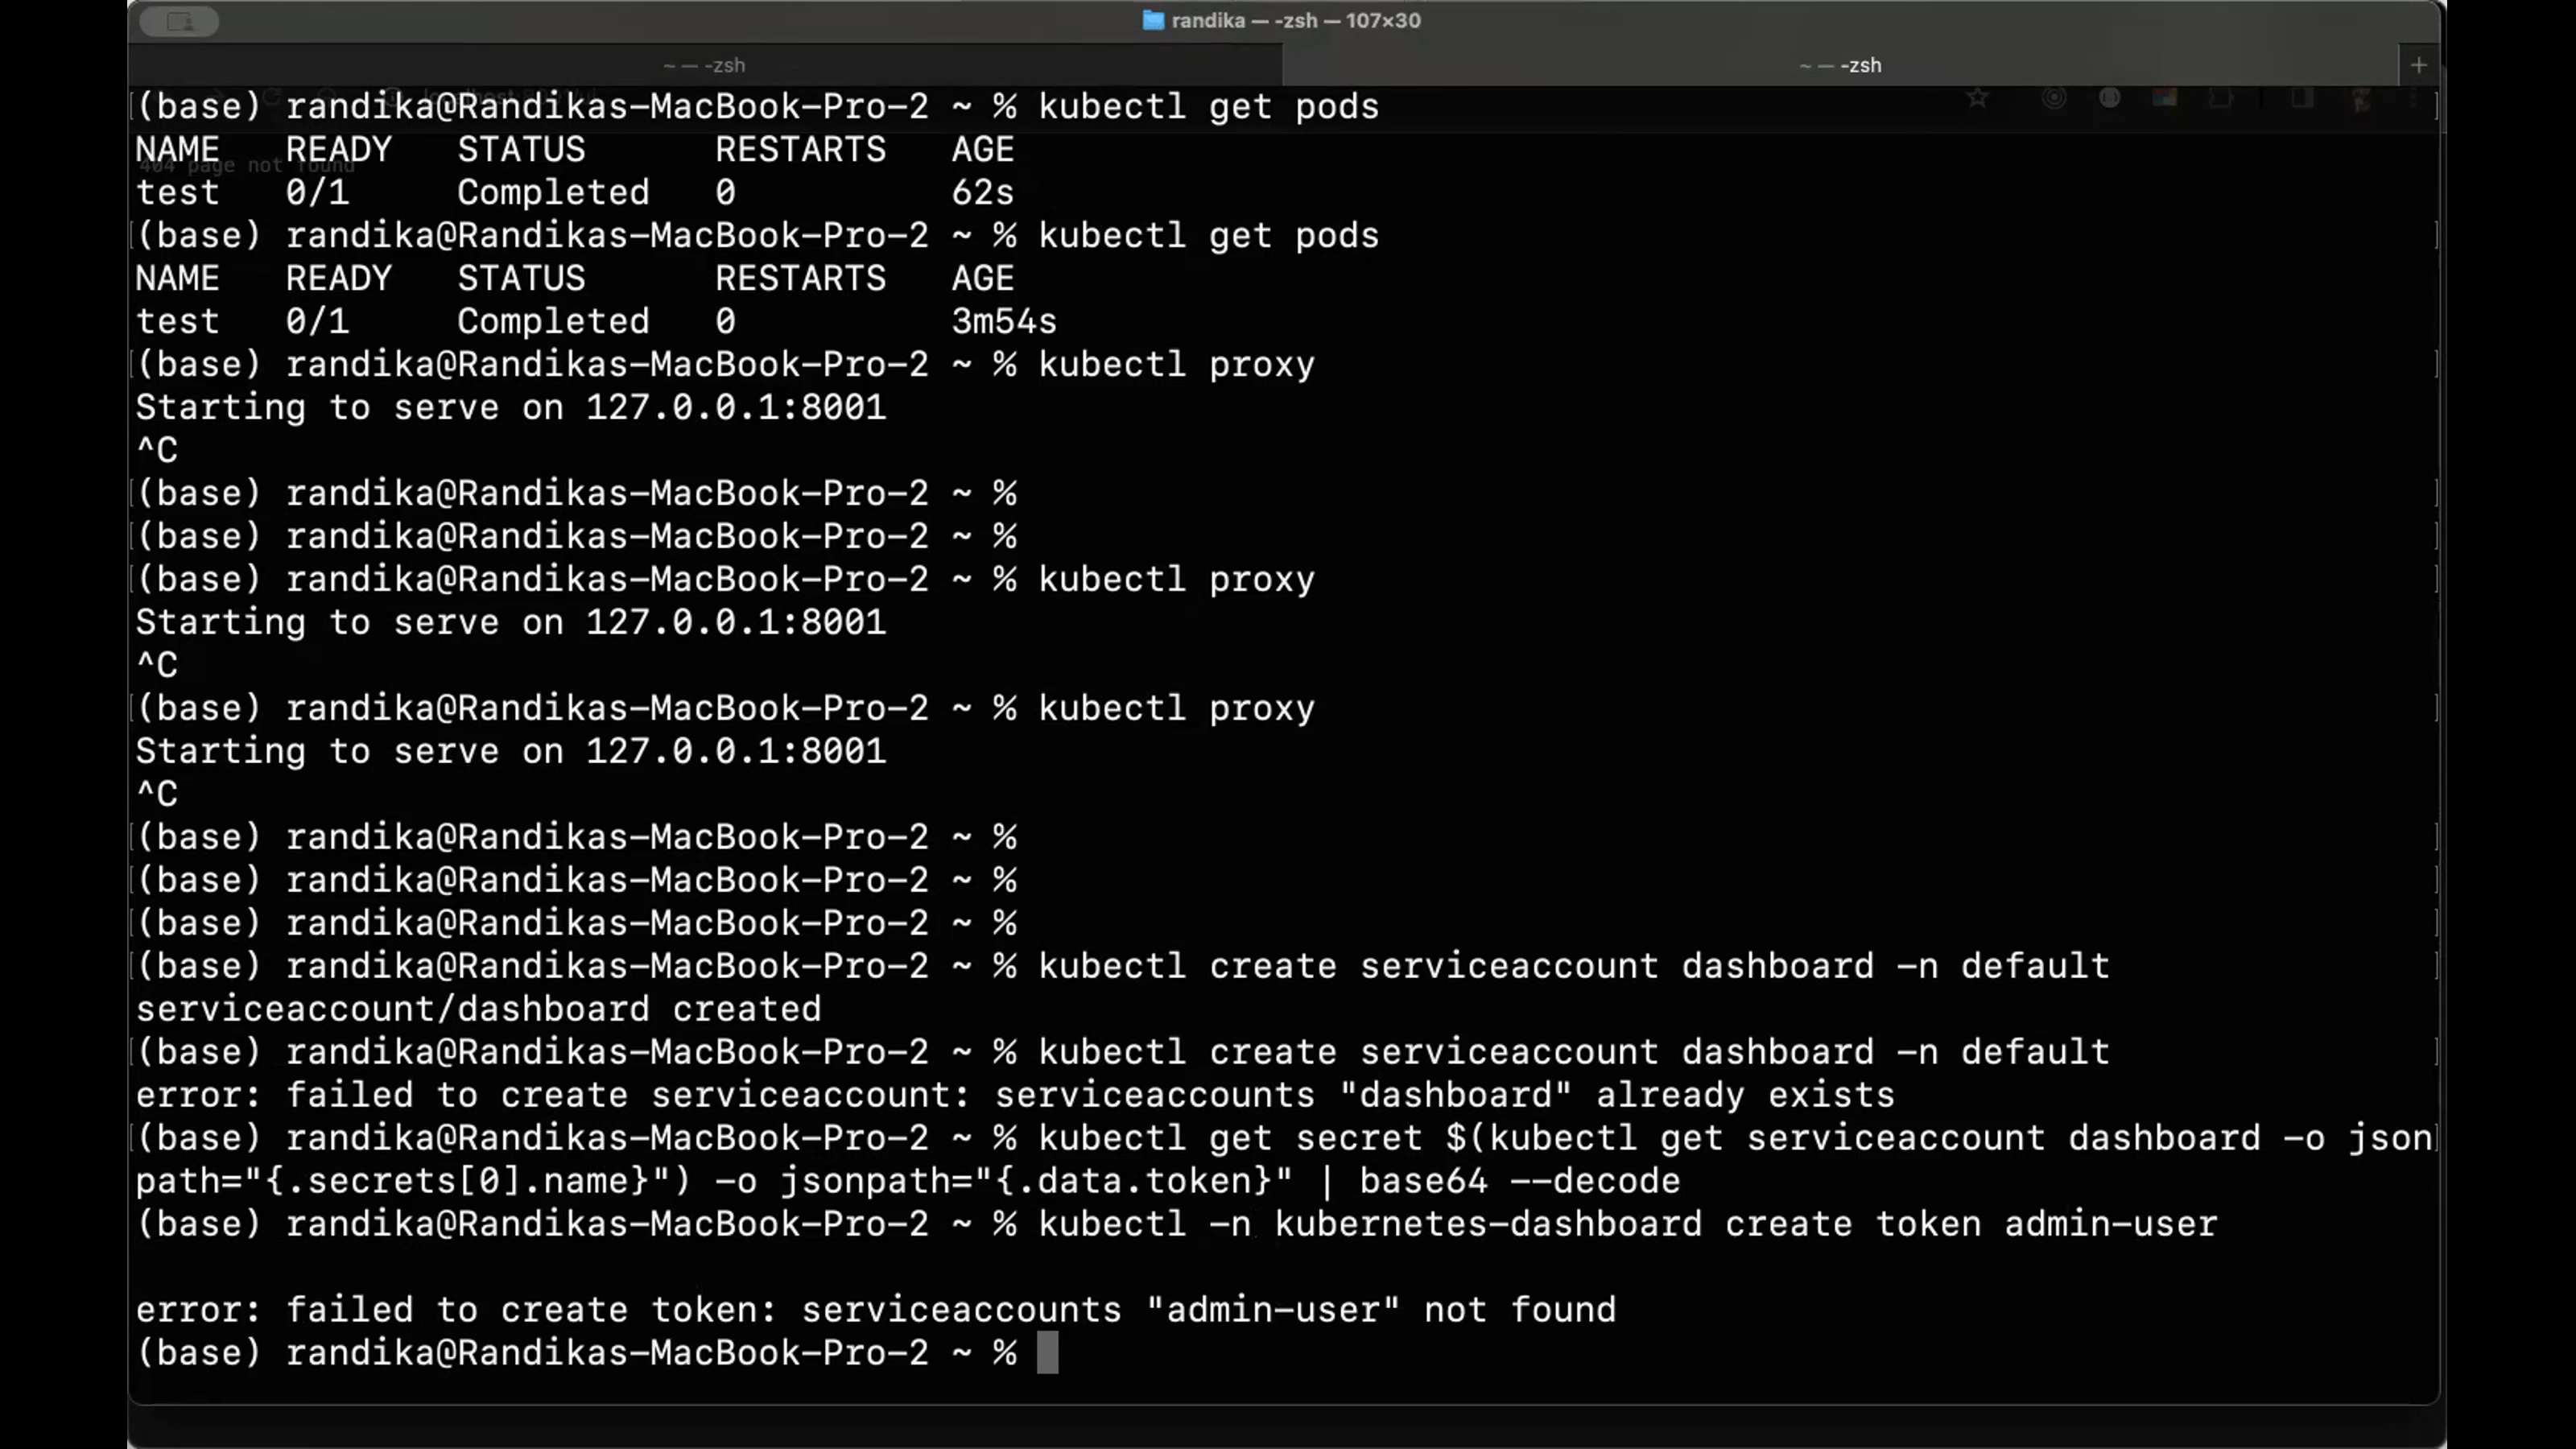 randika — -zsh — 107×30
~ — -zsh
~ — -zsh
(base) randika@Randikas-MacBook-Pro-2 ~ % kubectl get pods
NAME READY STATUS RESTARTS AGE
404 page not found
test 0/1 Completed 0 62s
(base) randika@Randikas-MacBook-Pro-2 ~ % kubectl get pods
NAME READY STATUS RESTARTS AGE
test 0/1 Completed 0 3m54s
(base) randika@Randikas-MacBook-Pro-2 ~ % kubectl proxy
Starting to serve on 127.0.0.1:8001
^C
(base) randika@Randikas-MacBook-Pro-2 ~ %
(base) randika@Randikas-MacBook-Pro-2 ~ %
(base) randika@Randikas-MacBook-Pro-2 ~ % kubectl proxy
Starting to serve on 127.0.0.1:8001
^C
(base) randika@Randikas-MacBook-Pro-2 ~ % kubectl proxy
Starting to serve on 127.0.0.1:8001
^C
(base) randika@Randikas-MacBook-Pro-2 ~ %
(base) randika@Randikas-MacBook-Pro-2 ~ %
(base) randika@Randikas-MacBook-Pro-2 ~ %
(base) randika@Randikas-MacBook-Pro-2 ~ % kubectl create serviceaccount dashboard -n default
serviceaccount/dashboard created
(base) randika@Randikas-MacBook-Pro-2 ~ % kubectl create serviceaccount dashboard -n default
error: failed to create serviceaccount: serviceaccounts "dashboard" already exists
(base) randika@Randikas-MacBook-Pro-2 ~ % kubectl get secret $(kubectl get serviceaccount dashboard -o json
path="{.secrets[0].name}") -o jsonpath="{.data.token}" | base64 --decode
(base) randika@Randikas-MacBook-Pro-2 ~ % kubectl -n kubernetes-dashboard create token admin-user
error: failed to create token: serviceaccounts "admin-user" not found
(base) randika@Randikas-MacBook-Pro-2 ~ %